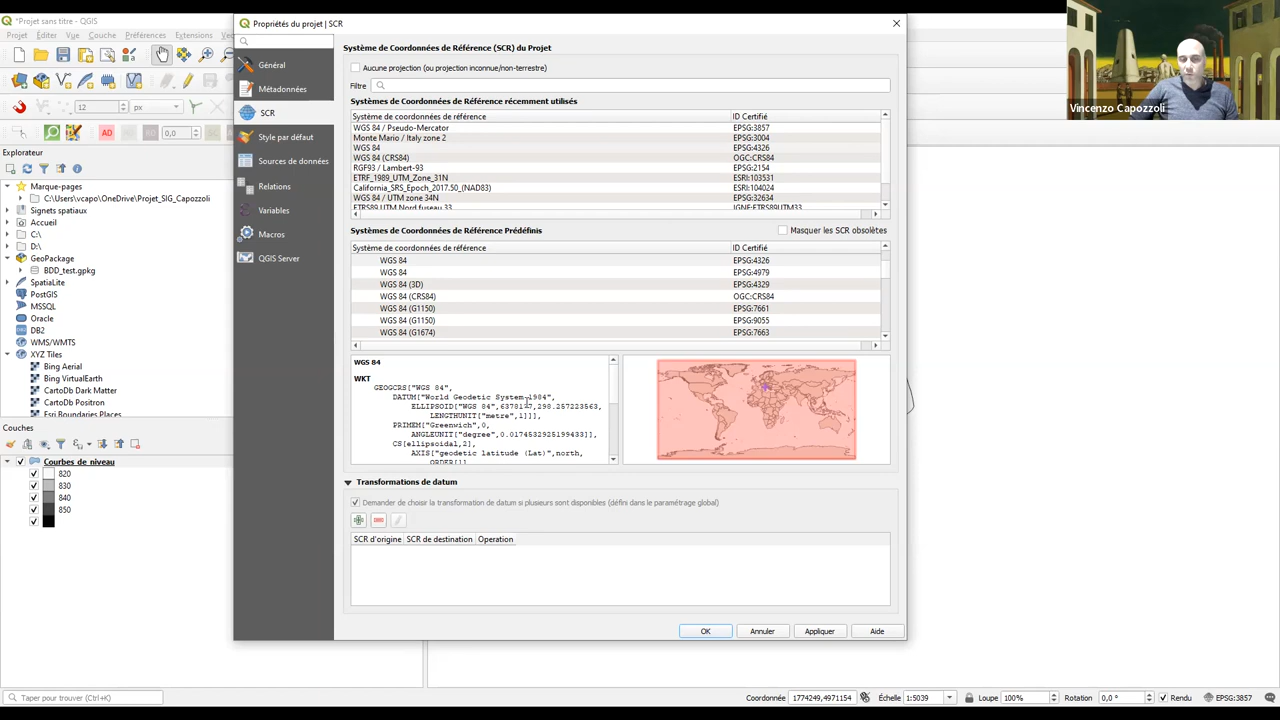 *Projet sans titre - QGIS
Projet Éditer Vue Couche Préférences Extensions
12 px
AD 0,0
Explorateur
Marque-pages
C:\Users\vcapo\OneDrive\Projet_SIG_Capozzoli
Signets spatiaux
Accueil
C:\
D:\
GeoPackage
BDD_test.gpkg
SpatiaLite
PostGIS
MSSQL
Oracle
DB2
WMS/WMTS
XYZ Tiles
Bing Aerial
Bing VirtualEarth
CartoDb Dark Matter
CartoDb Positron
Esri Boundaries Places
Couches
Courbes de niveau
820
830
840
850
Propriétés du projet | SCR
Général
Métadonnées
SCR
Style par défaut
Sources de données
Relations
Variables
Macros
QGIS Server
Système de Coordonnées de Référence (SCR) du Projet
Aucune projection (ou projection inconnue/non-terrestre)
Filtre
Systèmes de Coordonnées de Référence récemment utilisés
Système de coordonnées de référence ID Certifié
WGS 84 / Pseudo-Mercator EPSG:3857
Monte Mario / Italy zone 2 EPSG:3004
WGS 84 EPSG:4326
WGS 84 (CRS84) OGC:CRS84
RGF93 / Lambert-93 EPSG:2154
ETRF_1989_UTM_Zone_31N ESRI:103531
California_SRS_Epoch_2017.50_(NAD83) ESRI:104024
WGS 84 / UTM zone 34N EPSG:32634
ETRS89 UTM Nord fuseau 33 IGNF:ETRS89UTM33
Systèmes de Coordonnées de Référence Prédéfinis Masquer les SCR obsolètes
Système de coordonnées de référence ID Certifié
WGS 84 EPSG:4326
WGS 84 EPSG:4979
WGS 84 (3D) EPSG:4329
WGS 84 (CRS84) OGC:CRS84
WGS 84 (G1150) EPSG:7661
WGS 84 (G1150) EPSG:9055
WGS 84 (G1674) EPSG:7663
WGS 84
WKT
GEOGCRS["WGS 84",
DATUM["World Geodetic System 1984",
ELLIPSOID["WGS 84",6378137,298.257223563,
LENGTHUNIT["metre",1]]],
PRIMEM["Greenwich",0,
ANGLEUNIT["degree",0.0174532925199433]],
CS[ellipsoidal,2],
AXIS["geodetic latitude (Lat)",north,
ORDER[1],
Transformations de datum
Demander de choisir la transformation de datum si plusieurs sont disponibles (défini dans le paramétrage global)
SCR d'origine SCR de destination Operation
OK Annuler Appliquer Aide
Vincenzo Capozzoli
Taper pour trouver (Ctrl+K) Coordonnée 1774249,4971154 Échelle 1:5039 Loupe 100% Rotation 0,0 ° Rendu EPSG:3857